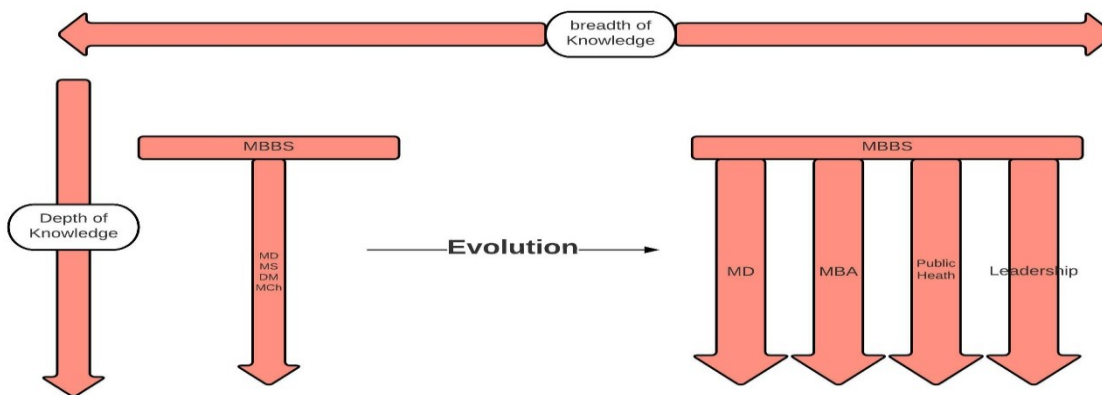 breadth of
Knowledge
MBBS
MBBS
Depth of
Knowledge
MD
MS
DM
MCh
Evolution
MD
MBA
Public
Heath
Leadership